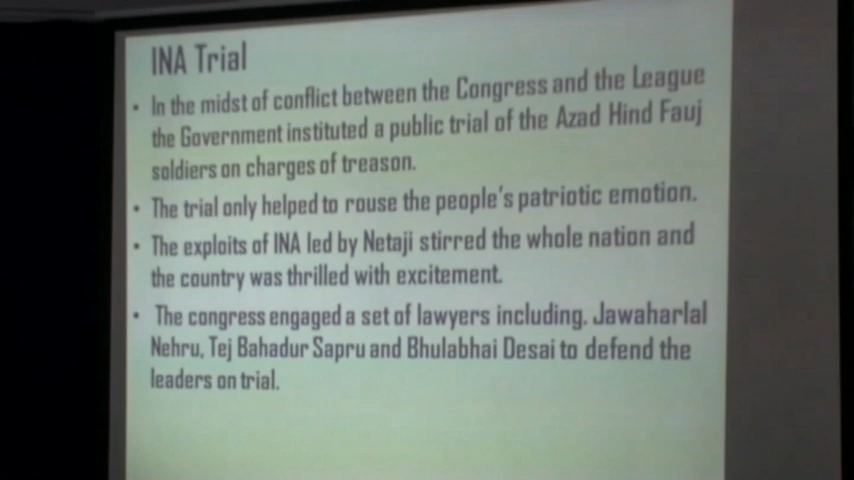 INA Trial
• In the midst of conflict between the Congress and the League
the Government instituted a public trial of the Azad Hind Fauj
soldiers on charges of treason.
• The trial only helped to rouse the people's patriotic emotion.
• The exploits of INA led by Netaji stirred the whole nation and
the country was thrilled with excitement.
• The congress engaged a set of lawyers including. Jawaharlal
Nehru, Tej Bahadur Sapru and Bhulabhai Desai to defend the
leaders on trial.